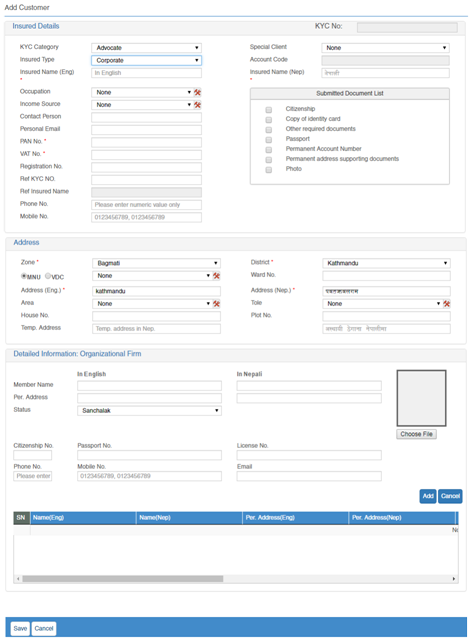 Add Customer
Insured Details
KYC No:
KYC Category
Advocate
Special Client
None
Insured Type
Corporate
Account Code
Insured Name (Eng)
*
In English
Insured Name (Nep)
*
नेपाली
Occupation
None
Submitted Document List
Income Source
None
Citizenship
Contact Person
Copy of identity card
Personal Email
Other required documents
PAN No. *
Passport
VAT No. *
Permanent Account Number
Registration No.
Permanent address supporting documents
Ref KYC NO.
Photo
Ref Insured Name
Phone No.
Please enter numeric value only
Mobile No.
0123456789, 0123456789
Address
Zone *
Bagmati
District *
Kathmandu
MNU VDC
None
Ward No.
Address (Eng.) *
kathmandu
Address (Nep.) *
Area
None
Tole
None
House No.
Plot No.
Temp. Address
Temp. address in Nep.
अस्थायी ठेगाना नेपालीमा
Detailed Information: Organizational Firm
In English
In Nepali
Member Name
Per. Address
Status
Sanchalak
Choose File
Citizenship No.
Passport No.
License No.
Phone No.
Mobile No.
Email
Please enter
0123456789, 0123456789
Add Cancel
SN Name(Eng) Name(Nep) Per. Address(Eng) Per. Address(Nep)
Save Cancel